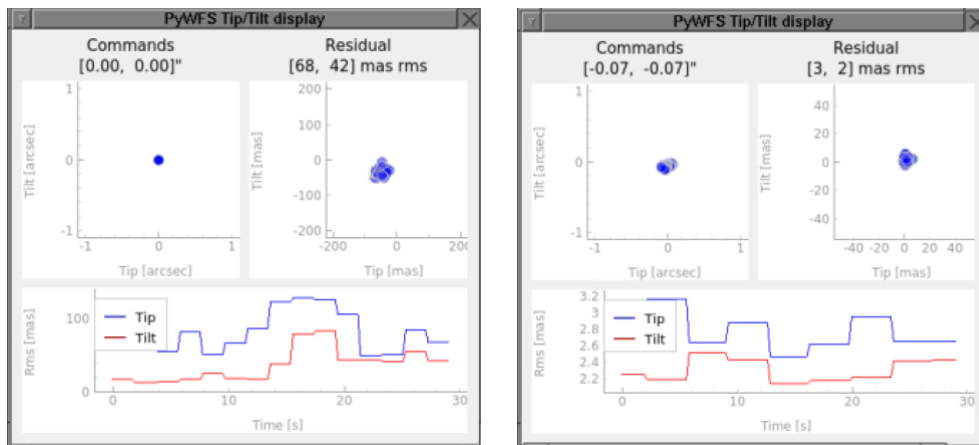 PyWFS Tip/Tilt display
Commands
[0.00, 0.00]"
Residual
[68, 42] mas rms
Tilt [arcsec]
1
0
-1
-1
0
1
Tip [arcsec]
Tilt [mas]
200
100
0
-100
-200
-200
0
200
Tip [mas]
Rms [mas]
100
0
Tip
Tilt
0
10
20
30
Time [s]
PyWFS Tip/Tilt display
Commands
[-0.07, -0.07]"
Residual
[3, 2] mas rms
Tilt [arcsec]
1
0
-1
-1
0
1
Tip [arcsec]
Tilt [mas]
40
20
0
-20
-40
-40
-20
0
20
40
Tip [mas]
Rms [mas]
3.2
3
2.8
2.6
2.4
2.2
Tip
Tilt
0
10
20
30
Time [s]